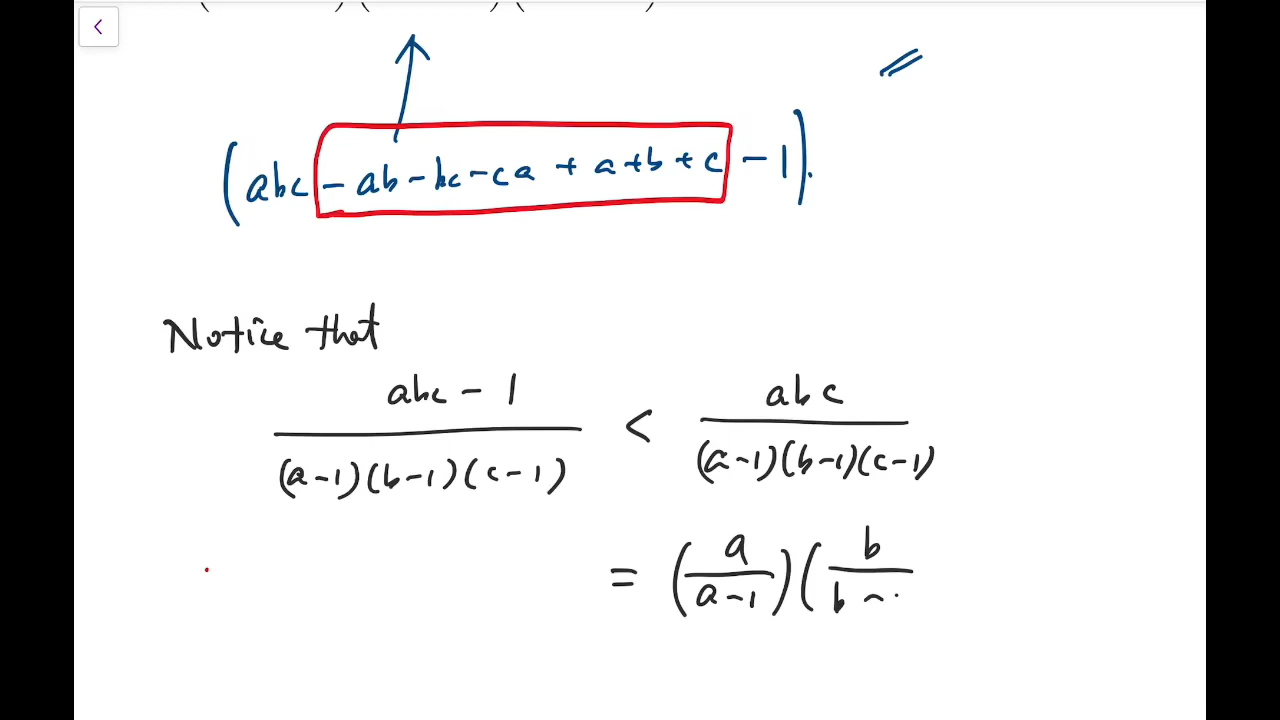 (abc - ab - bc - ca + a + b + c - 1).
Notice that
abc - 1 / (a-1)(b-1)(c-1) < abc / (a-1)(b-1)(c-1)
= (a / a-1)(b / b -